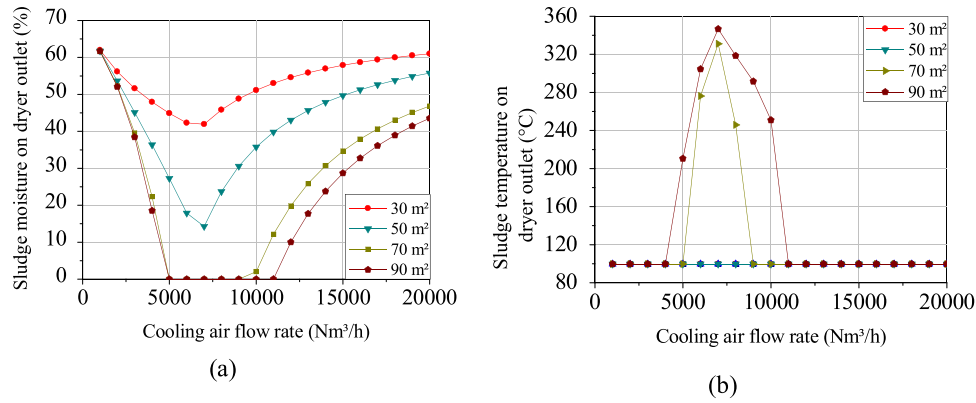 Sludge moisture on dryer outlet (%)
70
60
50
40
30
20
10
0
0
5000
10000
15000
20000
Cooling air flow rate (Nm³/h)
30 m²
50 m²
70 m²
90 m²
(a)
Sludge temperature on
dryer outlet (°C)
360
320
280
240
200
160
120
80
0
5000
10000
15000
20000
Cooling air flow rate (Nm³/h)
30 m²
50 m²
70 m²
90 m²
(b)